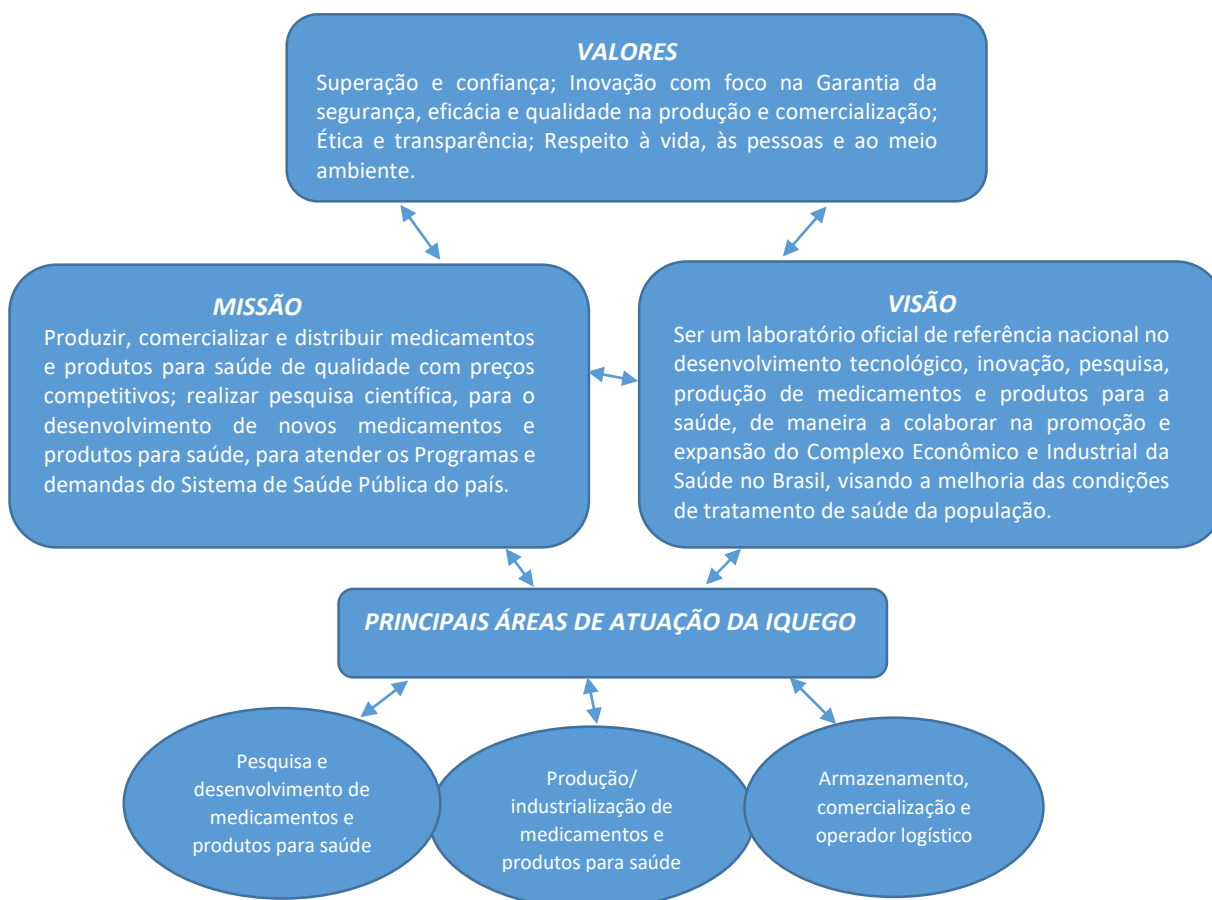 VALORES
Superação e confiança; Inovação com foco na Garantia da
segurança, eficácia e qualidade na produção e comercialização;
Ética e transparência; Respeito à vida, às pessoas e ao meio
ambiente.
MISSÃO
Produzir, comercializar e distribuir medicamentos
e produtos para saúde de qualidade com preços
competitivos; realizar pesquisa científica, para o
desenvolvimento de novos medicamentos e
produtos para saúde, para atender os Programas e
demandas do Sistema de Saúde Pública do país.
VISÃO
Ser um laboratório oficial de referência nacional no
desenvolvimento tecnológico, inovação, pesquisa,
produção de medicamentos e produtos para a
saúde, de maneira a colaborar na promoção e
expansão do Complexo Econômico e Industrial da
Saúde no Brasil, visando a melhoria das condições
de tratamento de saúde da população.
PRINCIPAIS ÁREAS DE ATUAÇÃO DA IQUEGO
Pesquisa e
desenvolvimento de
medicamentos e
produtos para saúde
Produção/
industrialização de
medicamentos e
produtos para saúde
Armazenamento,
comercialização e
operador logístico